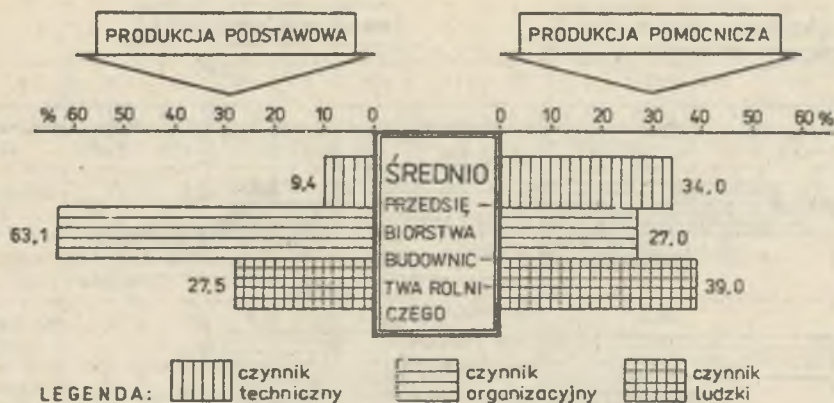 PRODUKCJA PODSTAWOWA
PRODUKCJA POMOCNICZA
% 60 50 40 30 20 10 0
0 10 20 30 40 50 60 %
9,4
63,1
27,5
ŚREDNIO
PRZEDSIĘ -
BIORSTWA
BUDOWNIC -
TWA ROLNI-
CZEGO
34,0
27,0
39,0
LEGENDA:
czynnik
techniczny
czynnik
organizacyjny
czynnik
ludzki